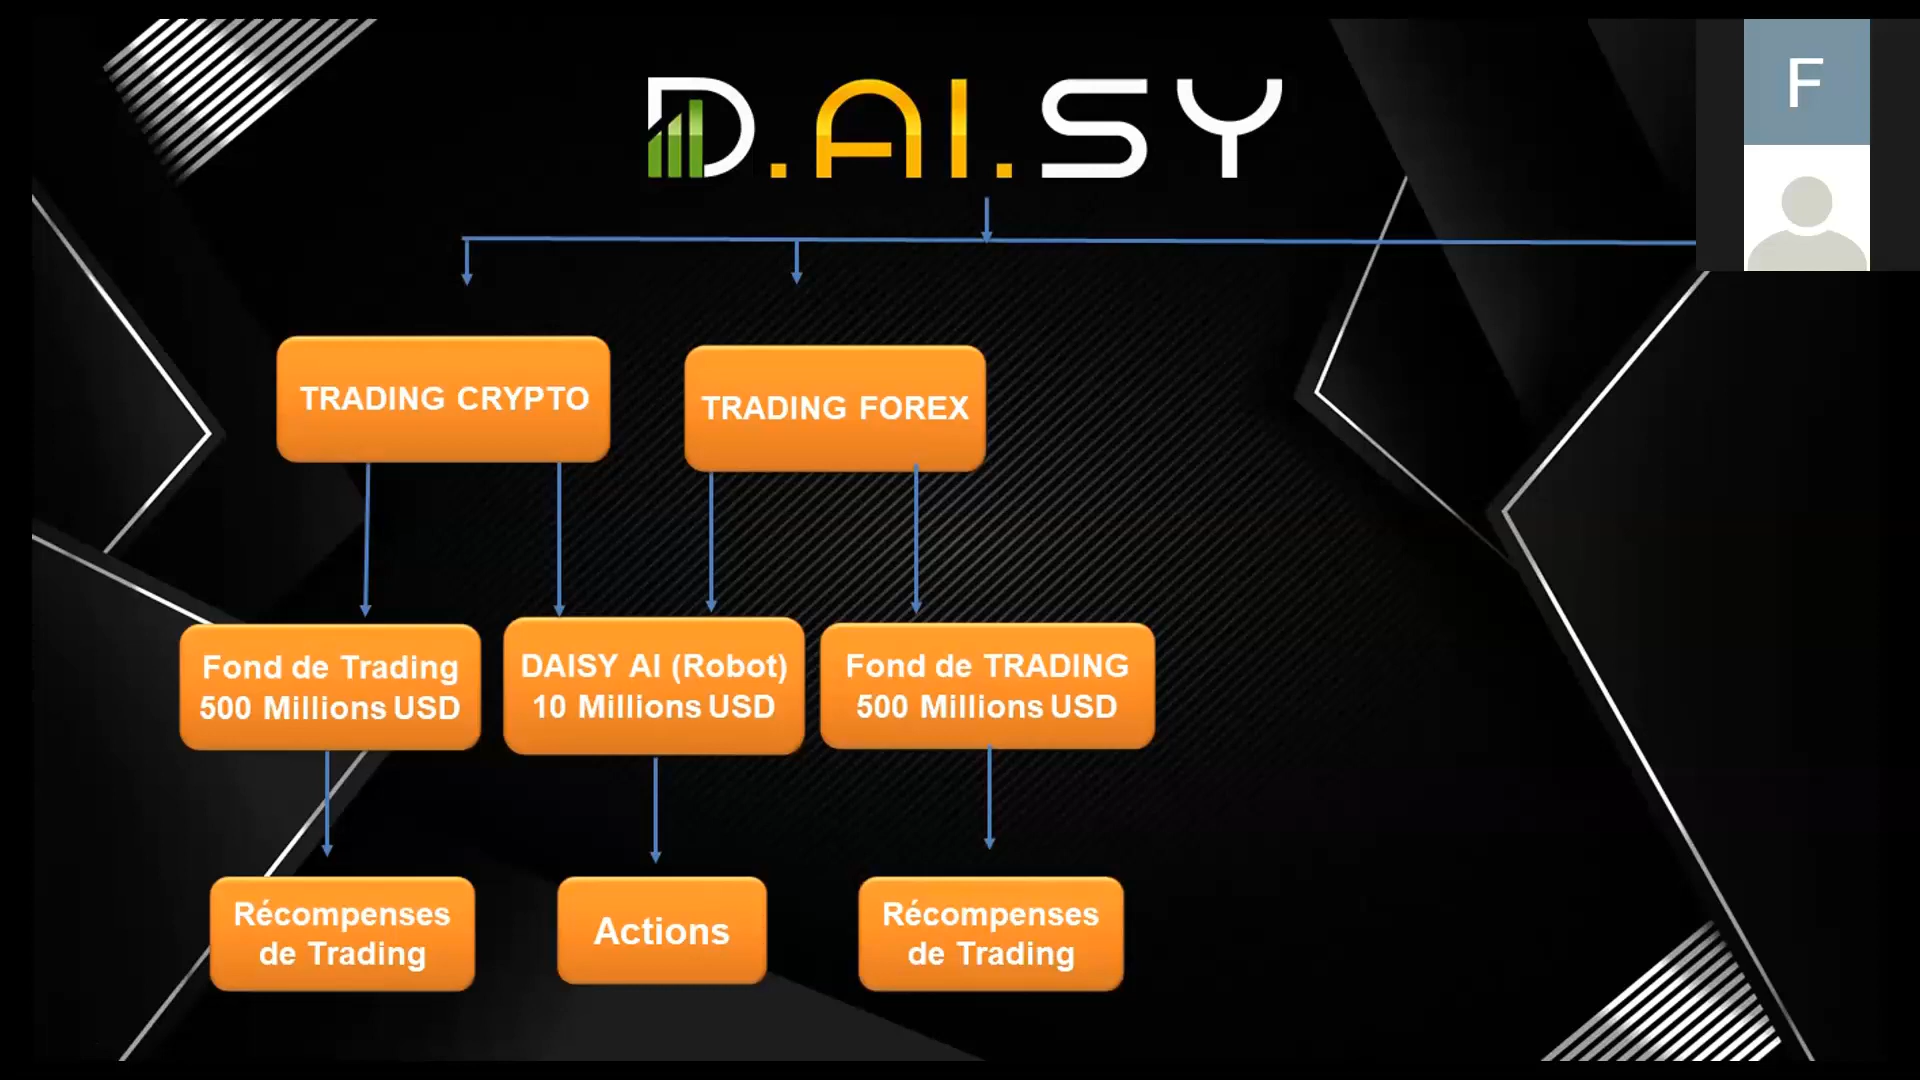 D.AI.SY
F
TRADING CRYPTO
TRADING FOREX
Fond de Trading
500 Millions USD
DAISY AI (Robot)
10 Millions USD
Fond de TRADING
500 Millions USD
Récompenses
de Trading
Actions
Récompenses
de Trading